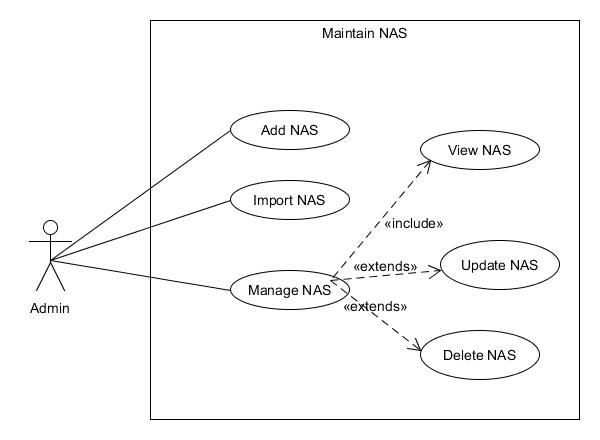 Maintain NAS
Add NAS
View NAS
Import NAS
«include»
«extends»
Update NAS
Admin
Manage NAS
«extends»
Delete NAS